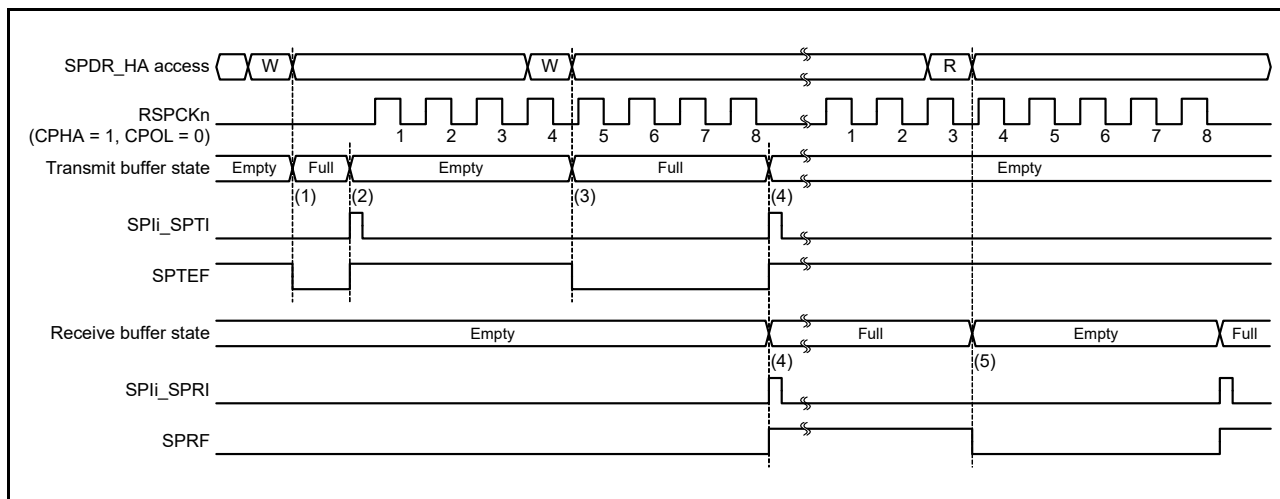 SPDR_HA access W W R
RSPCKn
(CPHA = 1, CPOL = 0)
1 2 3 4 5 6 7 8 1 2 3 4 5 6 7 8
Transmit buffer state Empty Full Empty Full Empty
(1) (2) (3) (4)
SPIi_SPTI
SPTEF
Receive buffer state Empty Full Empty Full
(4) (5)
SPIi_SPRI
SPRF